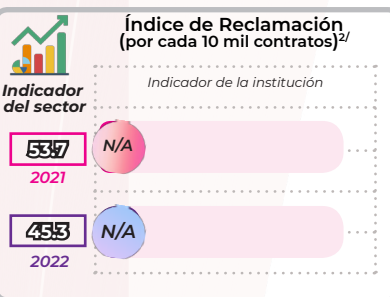 Índice de Reclamación
(por cada 10 mil contratos)2/
Indicador
del sector
Indicador de la institución
53.7
N/A
2021
45.3
N/A
2022